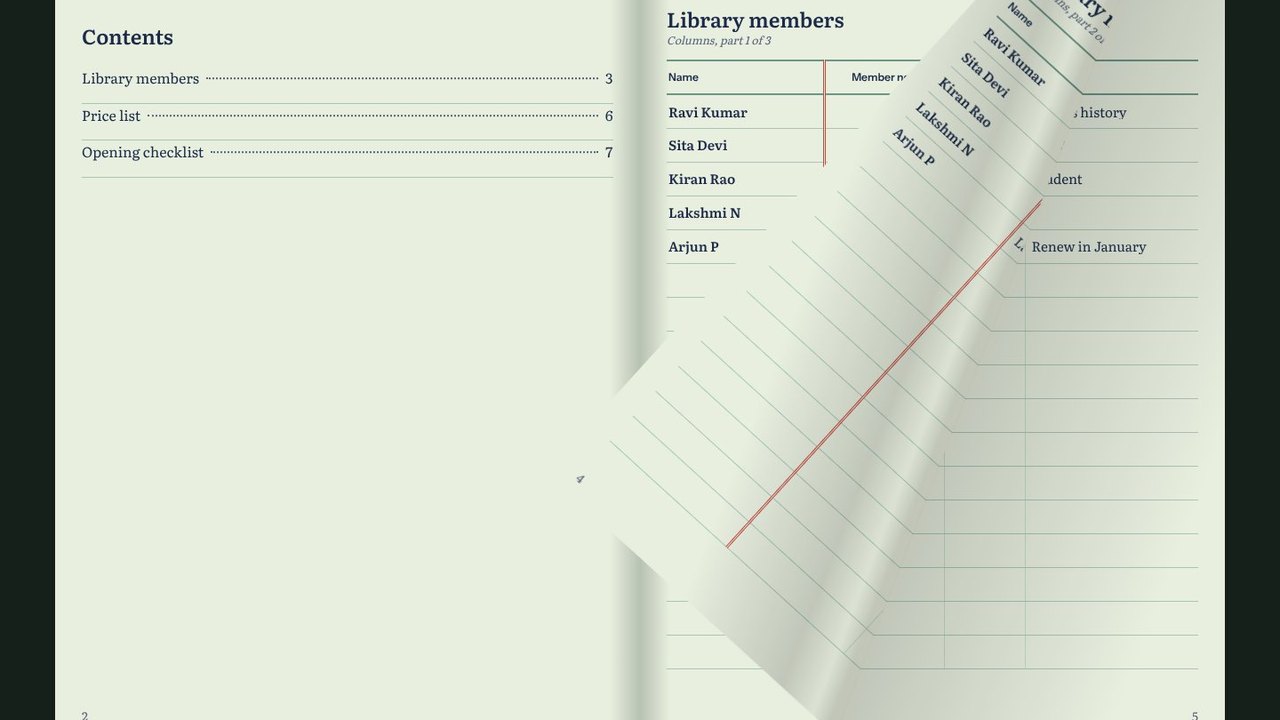 Contents
Library members 3
Price list 6
Opening checklist 7
2
Library members
Columns, part 1 of 3
Name Member
Ravi Kumar
Sita Devi
Kiran Rao
Lakshmi N
Arjun P
Name
Ravi Kumar
Sita Devi
Kiran Rao
Lakshmi N
Arjun P
4
history
Renew in January
5